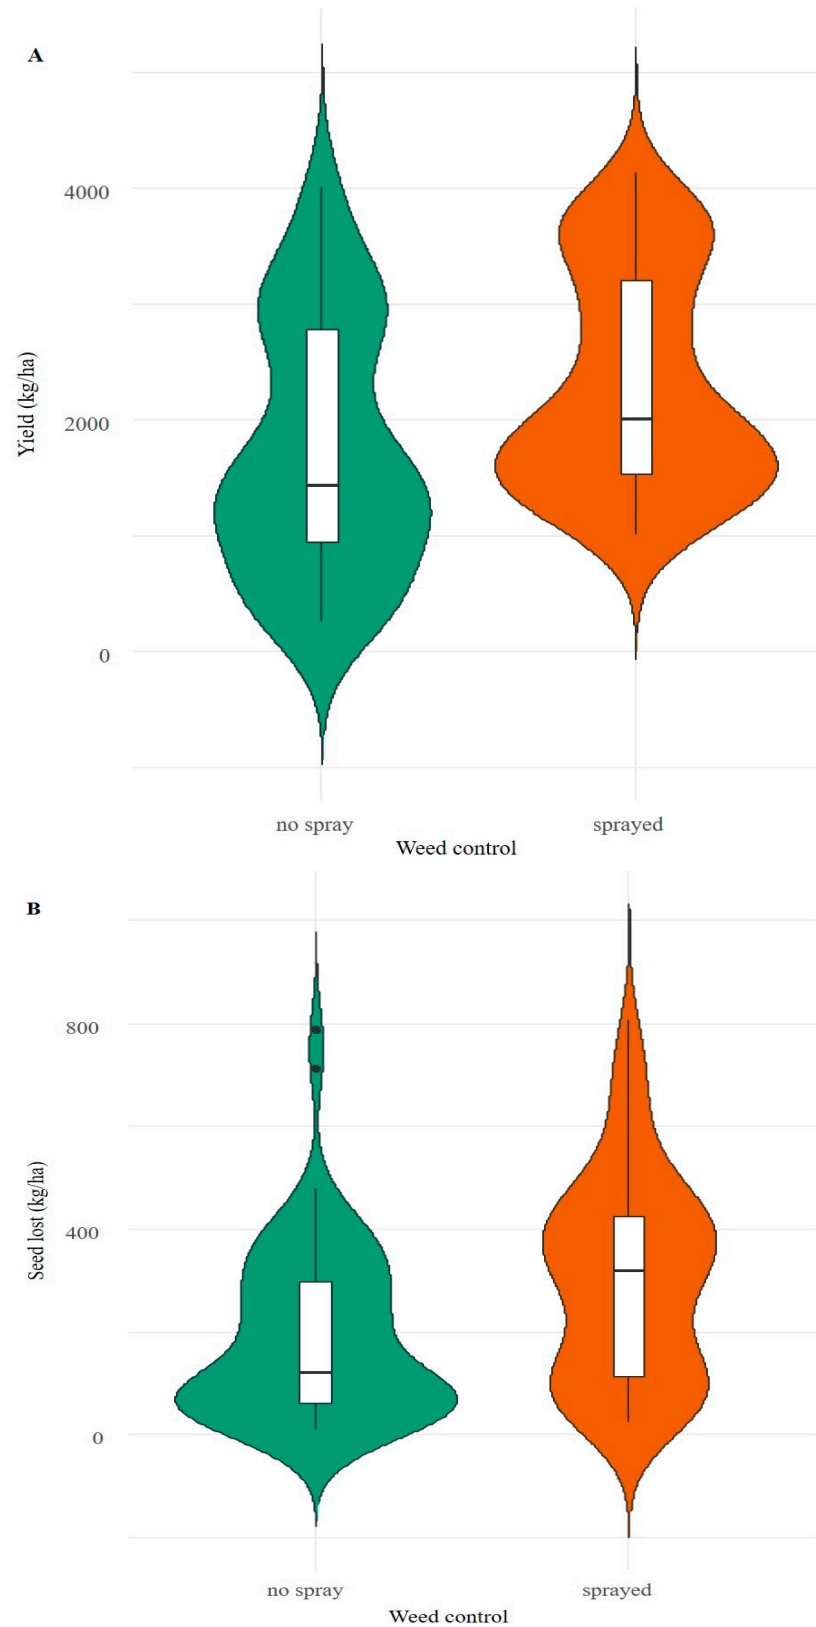 A
4000
Yield (kg/ha)
2000
0
no spray sprayed
Weed control
B
800
Seed lost (kg/ha)
400
0
no spray sprayed
Weed control